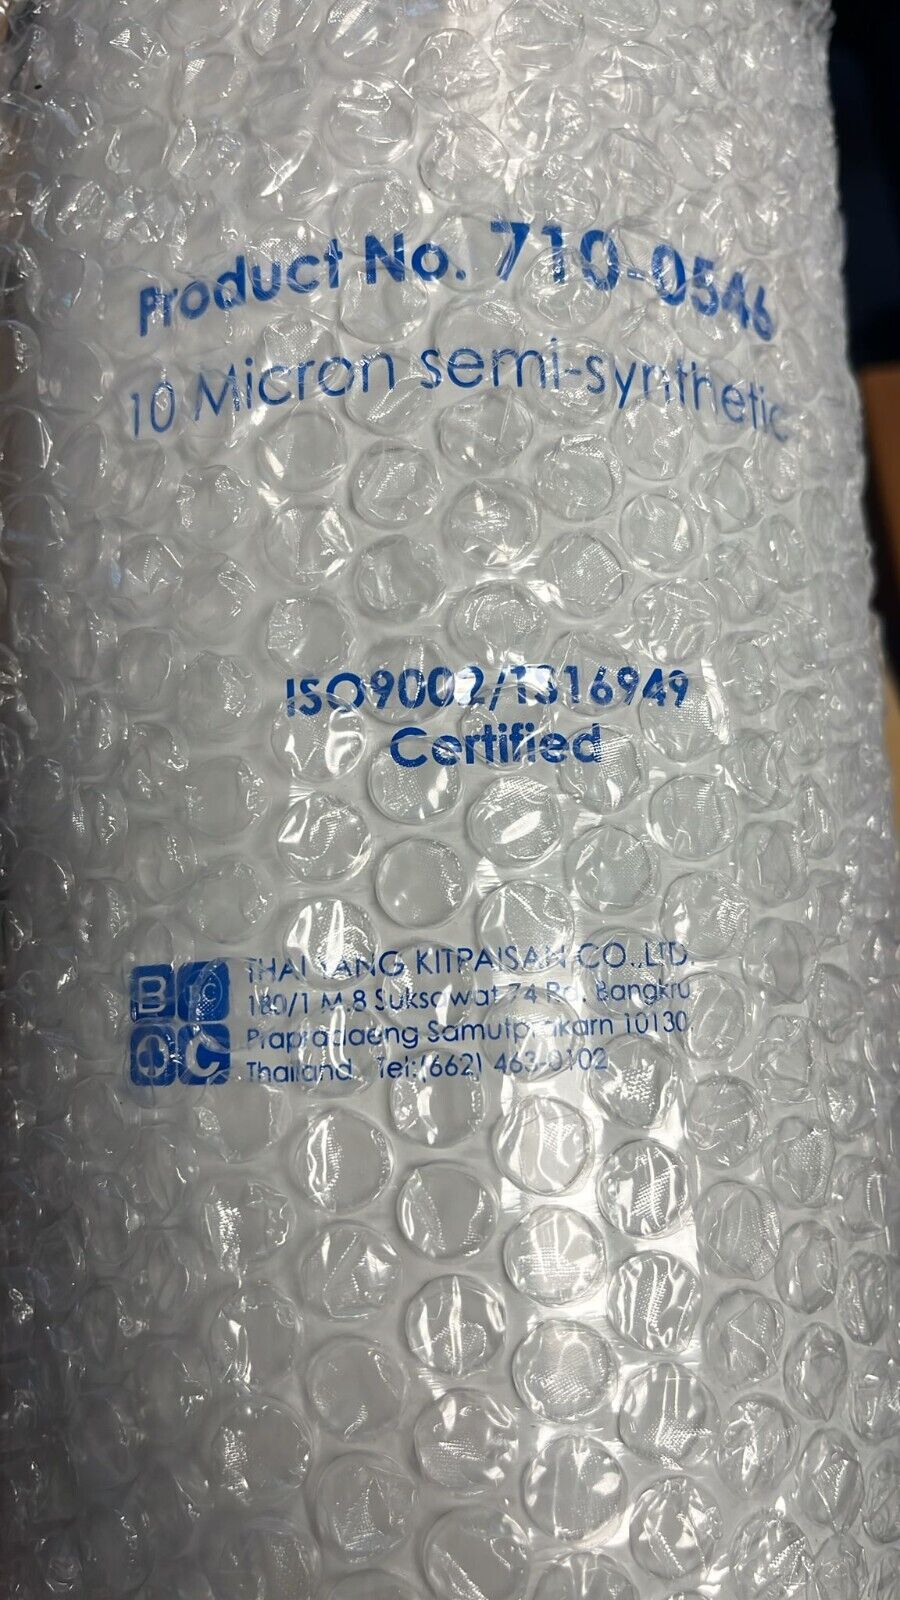 Product No. 710-0546
10 Micron semi-synthetic
ISO9002/TS16949
Certified
THAI YANG KITPAISAN CO.,LTD.
180/1 M.8 Suksawat 74 Rd. Bangkru
Prapradaeng Samutprakarn 10130
Thailand Tel:(662) 463-0102
B
C